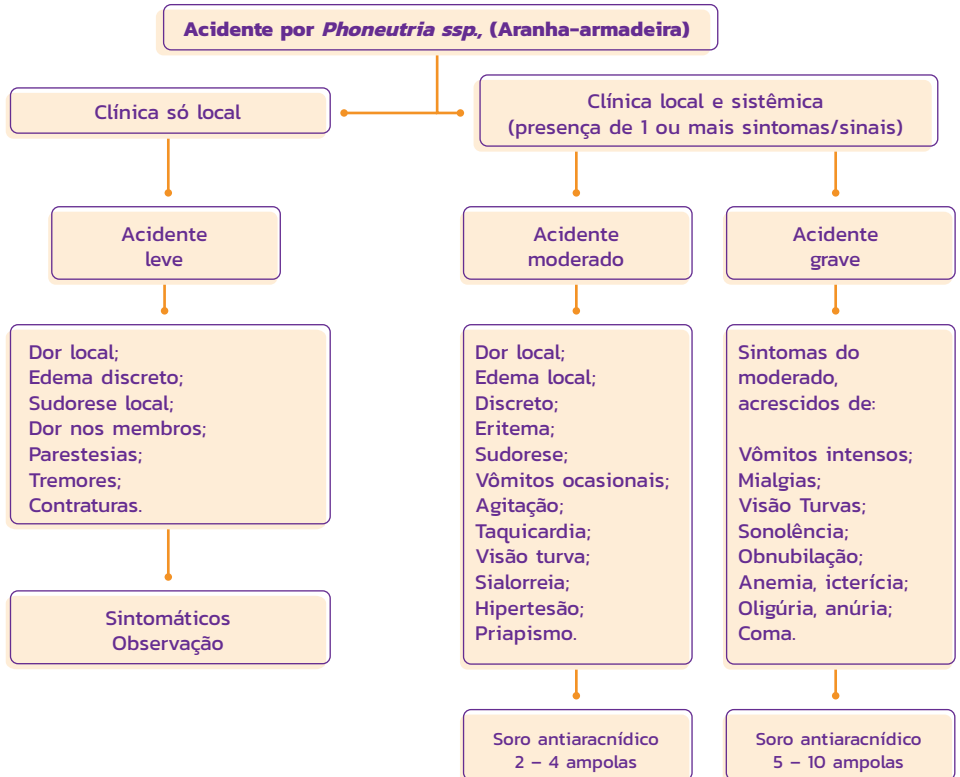 Acidente por Phoneutria ssp., (Aranha-armadeira)
Clínica só local
Clínica local e sistêmica
(presença de 1 ou mais sintomas/sinais)
Acidente
leve
Acidente
moderado
Acidente
grave
Dor local;
Edema discreto;
Sudorese local;
Dor nos membros;
Parestesias;
Tremores;
Contraturas.
Dor local;
Edema local;
Discreto;
Eritema;
Sudorese;
Vômitos ocasionais;
Agitação;
Taquicardia;
Visão turva;
Sialorreia;
Hipertesão;
Priapismo.
Sintomas do
moderado,
acrescidos de:
Vômitos intensos;
Mialgias;
Visão Turvas;
Sonolência;
Obnubilação;
Anemia, icterícia;
Oligúria, anúria;
Coma.
Sintomáticos
Observação
Soro antiaracnídico
2 – 4 ampolas
Soro antiaracnídico
5 – 10 ampolas